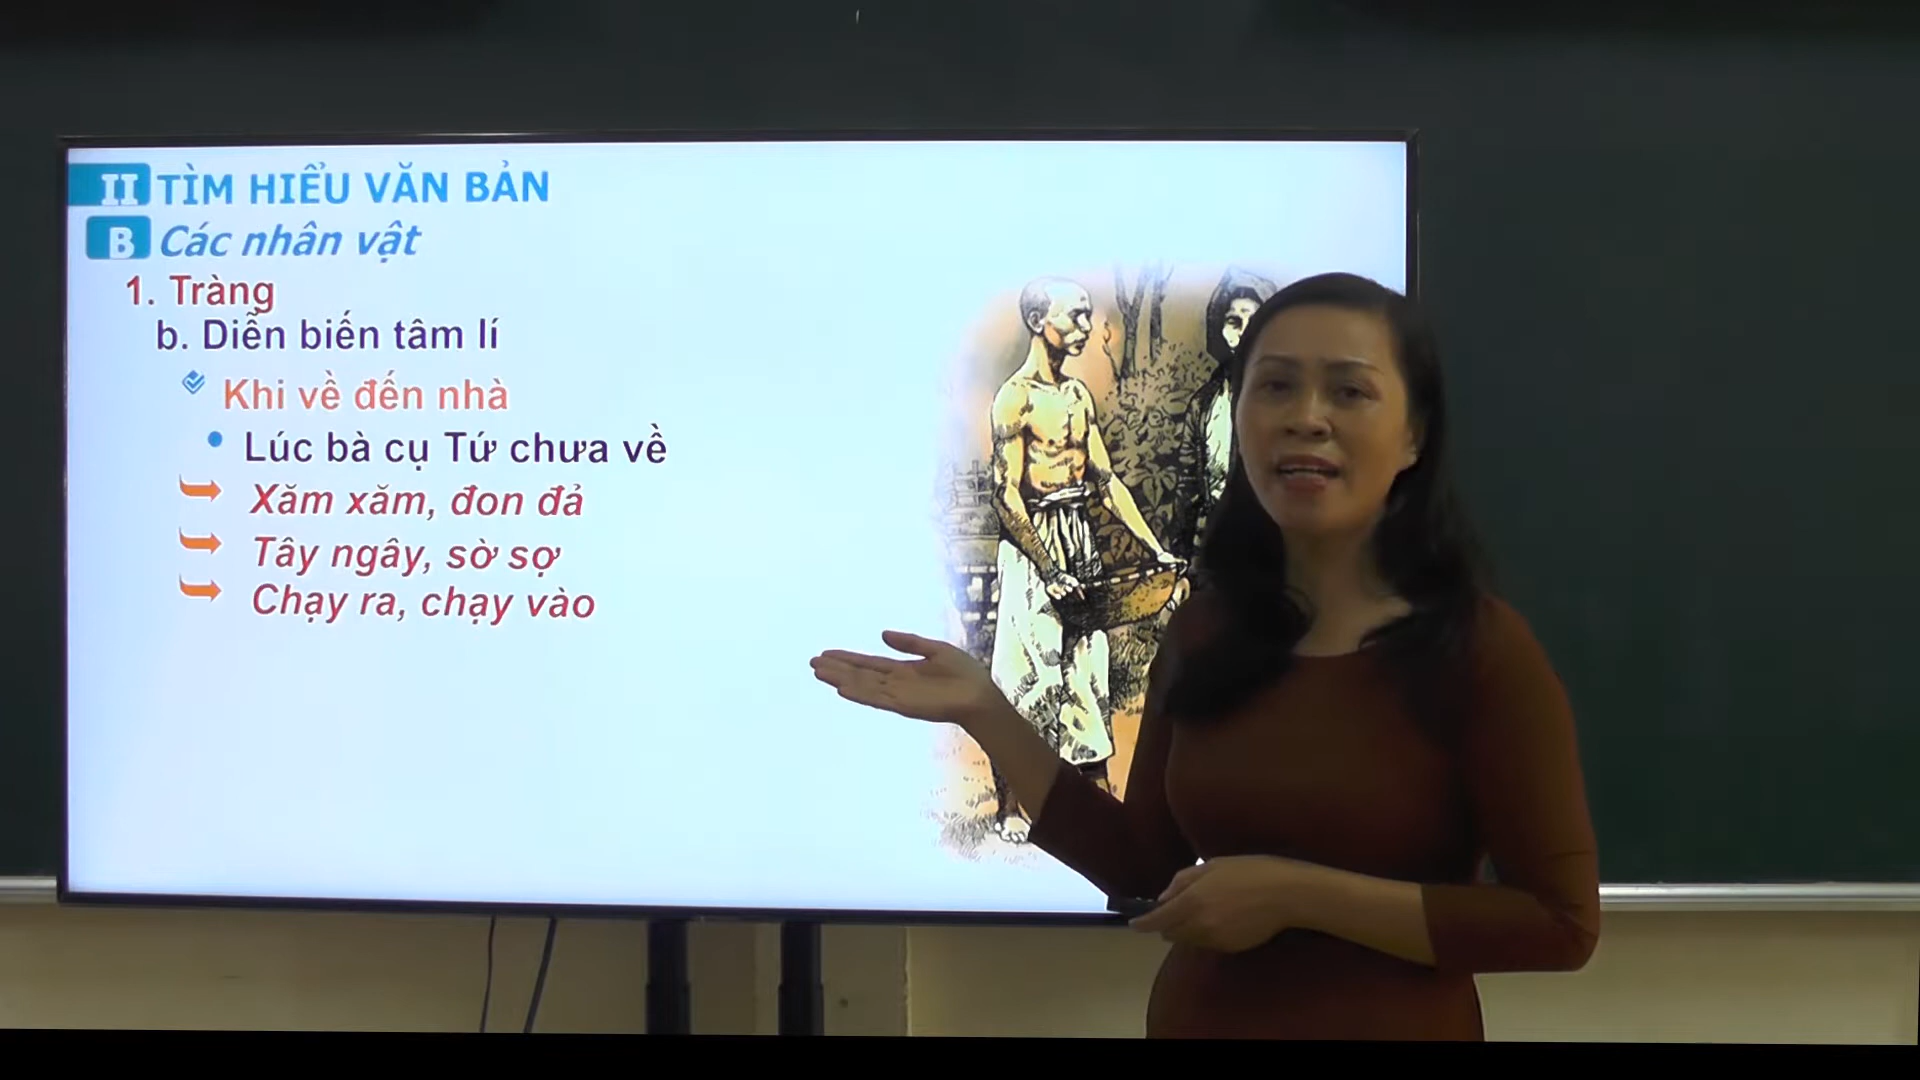 II TÌM HIỂU VĂN BẢN
B Các nhân vật
1. Tràng
b. Diễn biến tâm lí
Khi về đến nhà
Lúc bà cụ Tứ chưa về
Xăm xăm, đon đả
Tây ngây, sờ sợ
Chạy ra, chạy vào